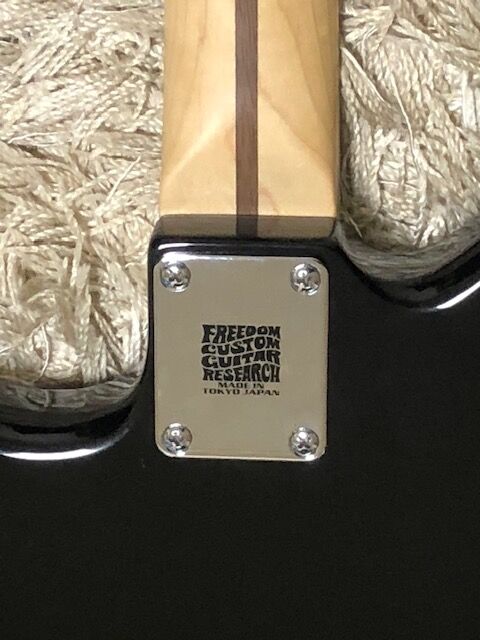 FREEDOM
CUSTOM
GUITAR
RESEARCH
MADE IN
TOKYO JAPAN